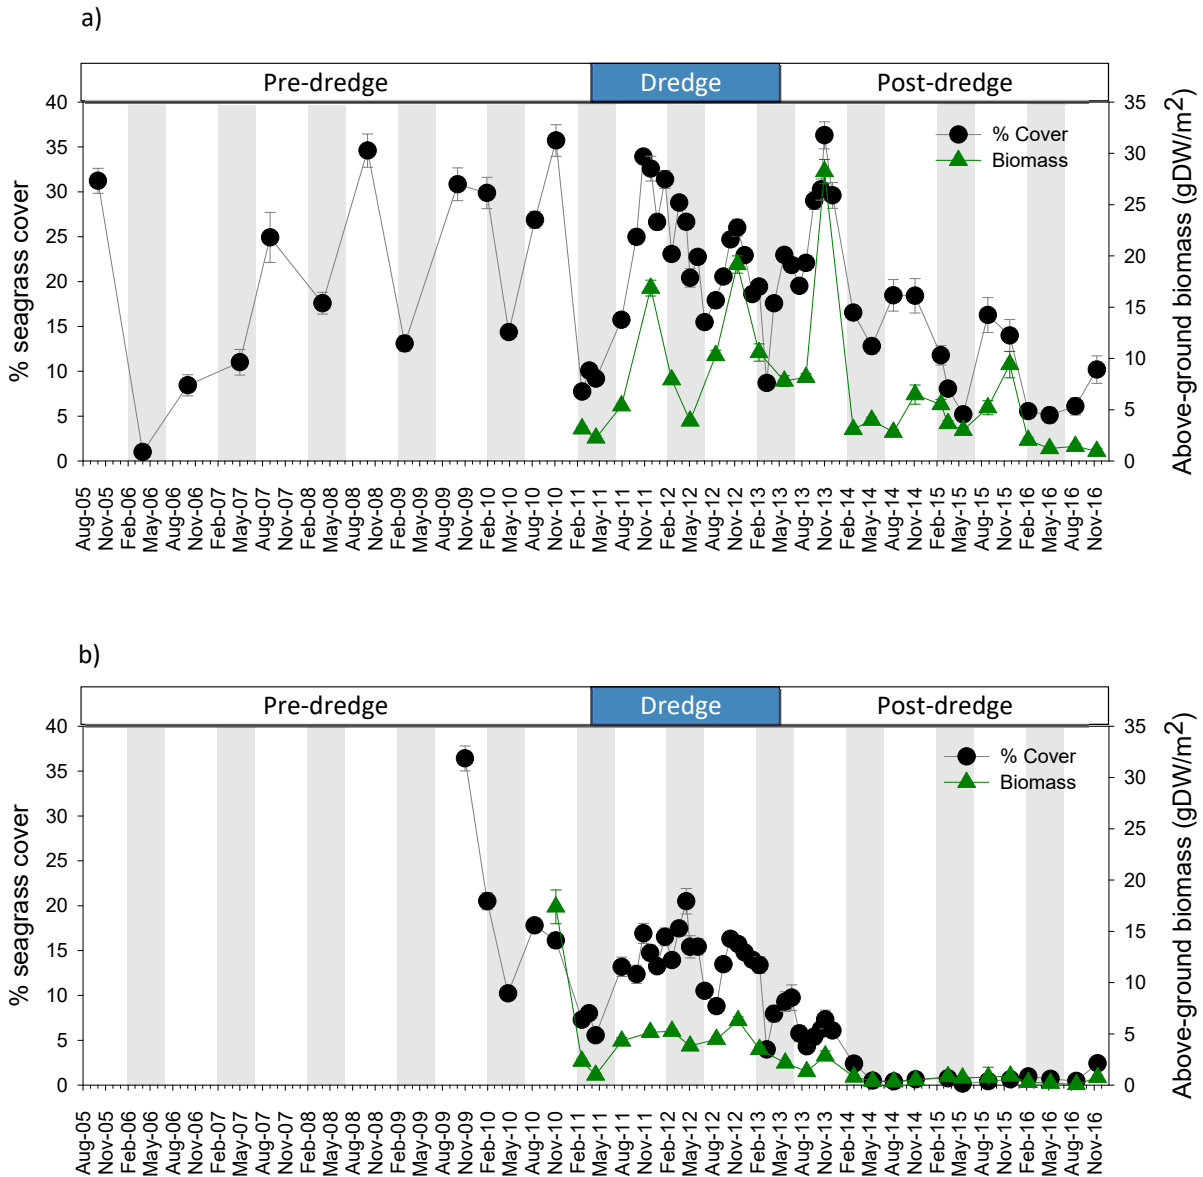 a)
Pre-dredge Dredge Post-dredge
40 35
35 30
30 25
25 20
20 15
15 10
10 5
5 0
0
% seagrass cover
Above-ground biomass (gDW/m²)
% Cover
Biomass
Aug-05 Nov-05 Feb-06 May-06 Aug-06 Nov-06 Feb-07 May-07 Aug-07 Nov-07 Feb-08 May-08 Aug-08 Nov-08 Feb-09 May-09 Aug-09 Nov-09 Feb-10 May-10 Aug-10 Nov-10 Feb-11 May-11 Aug-11 Nov-11 Feb-12 May-12 Aug-12 Nov-12 Feb-13 May-13 Aug-13 Nov-13 Feb-14 May-14 Aug-14 Nov-14 Feb-15 May-15 Aug-15 Nov-15 Feb-16 May-16 Aug-16 Nov-16
b)
Pre-dredge Dredge Post-dredge
40 35
35 30
30 25
25 20
20 15
15 10
10 5
5 0
0
% seagrass cover
Above-ground biomass (gDW/m²)
% Cover
Biomass
Aug-05 Nov-05 Feb-06 May-06 Aug-06 Nov-06 Feb-07 May-07 Aug-07 Nov-07 Feb-08 May-08 Aug-08 Nov-08 Feb-09 May-09 Aug-09 Nov-09 Feb-10 May-10 Aug-10 Nov-10 Feb-11 May-11 Aug-11 Nov-11 Feb-12 May-12 Aug-12 Nov-12 Feb-13 May-13 Aug-13 Nov-13 Feb-14 May-14 Aug-14 Nov-14 Feb-15 May-15 Aug-15 Nov-15 Feb-16 May-16 Aug-16 Nov-16